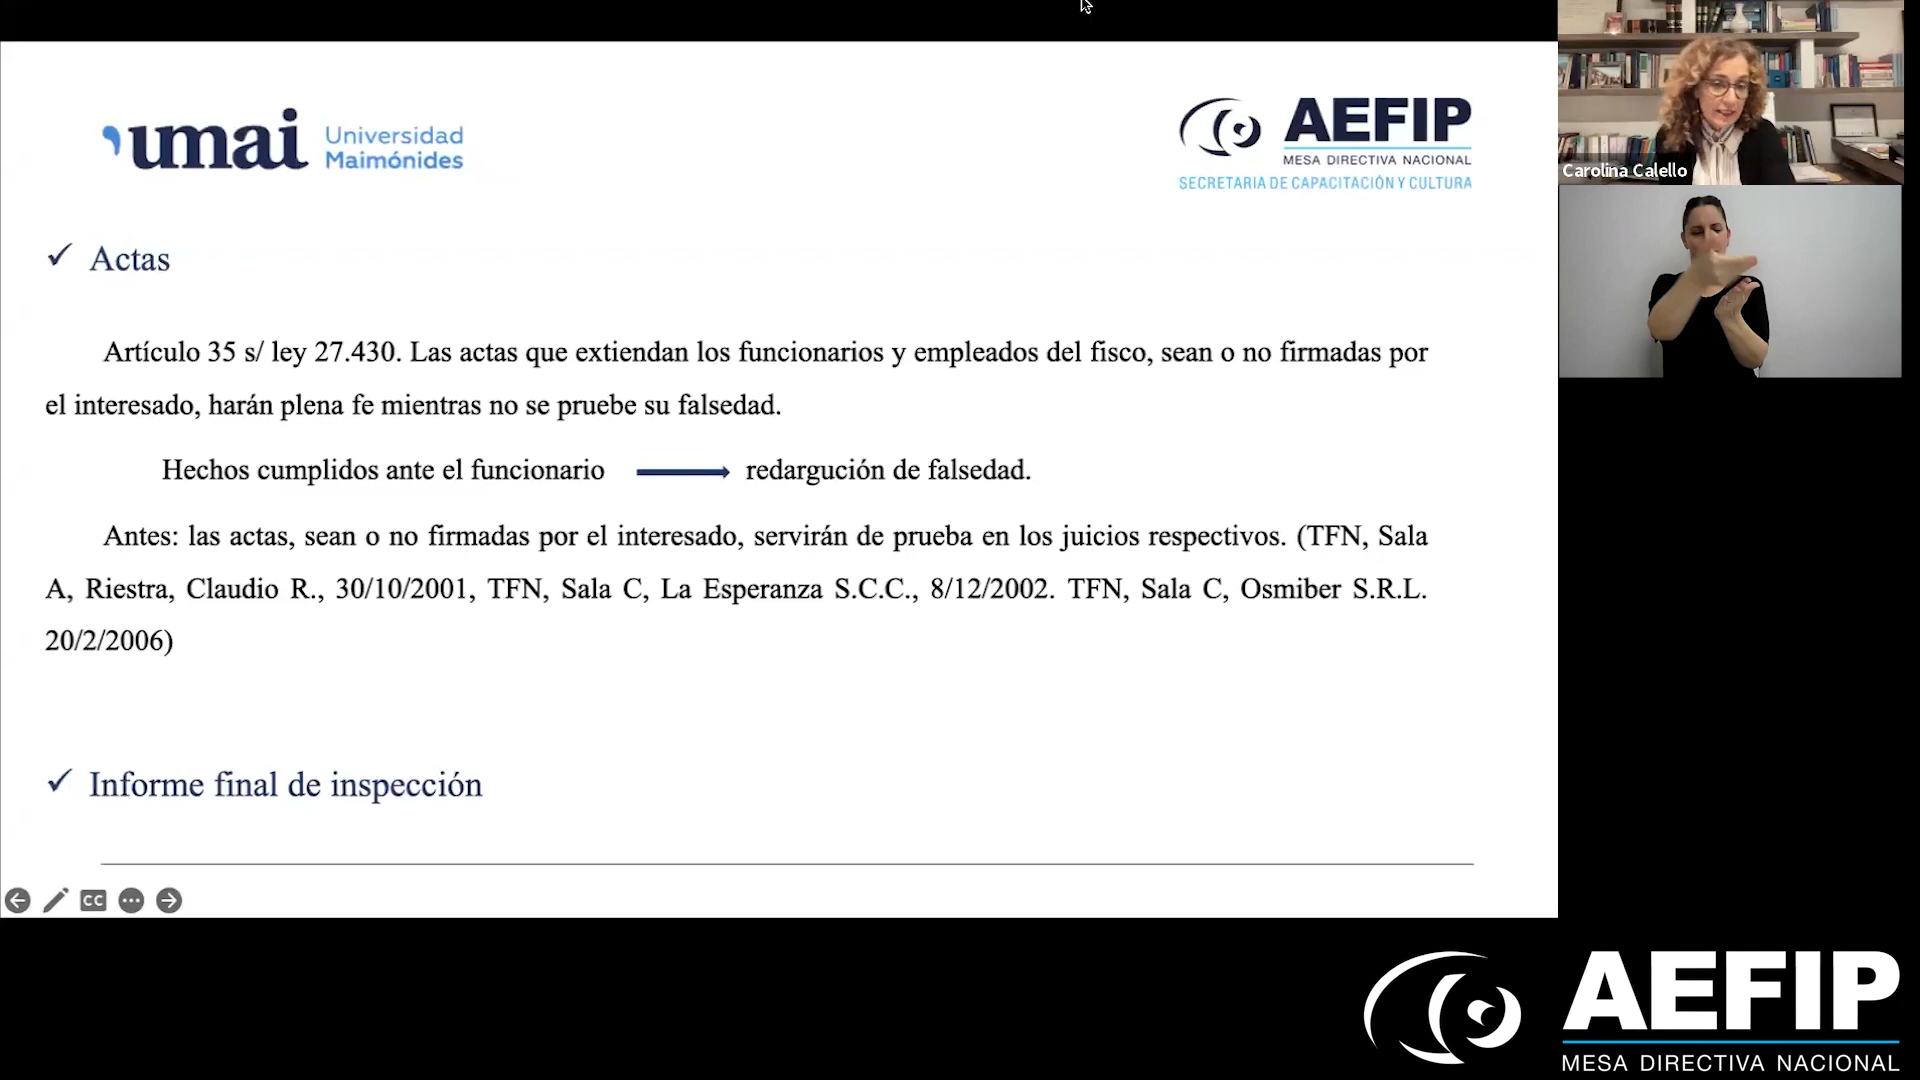 umai Universidad
Maimónides
AEFIP
MESA DIRECTIVA NACIONAL
SECRETARIA DE CAPACITACIÓN Y CULTURA
Carolina Calello
✓ Actas
Artículo 35 s/ ley 27.430. Las actas que extiendan los funcionarios y empleados del fisco, sean o no firmadas por
el interesado, harán plena fe mientras no se pruebe su falsedad.
Hechos cumplidos ante el funcionario → redargución de falsedad.
Antes: las actas, sean o no firmadas por el interesado, servirán de prueba en los juicios respectivos. (TFN, Sala
A, Riestra, Claudio R., 30/10/2001, TFN, Sala C, La Esperanza S.C.C., 8/12/2002. TFN, Sala C, Osmiber S.R.L.
20/2/2006)
✓ Informe final de inspección
CC
AEFIP
MESA DIRECTIVA NACIONAL